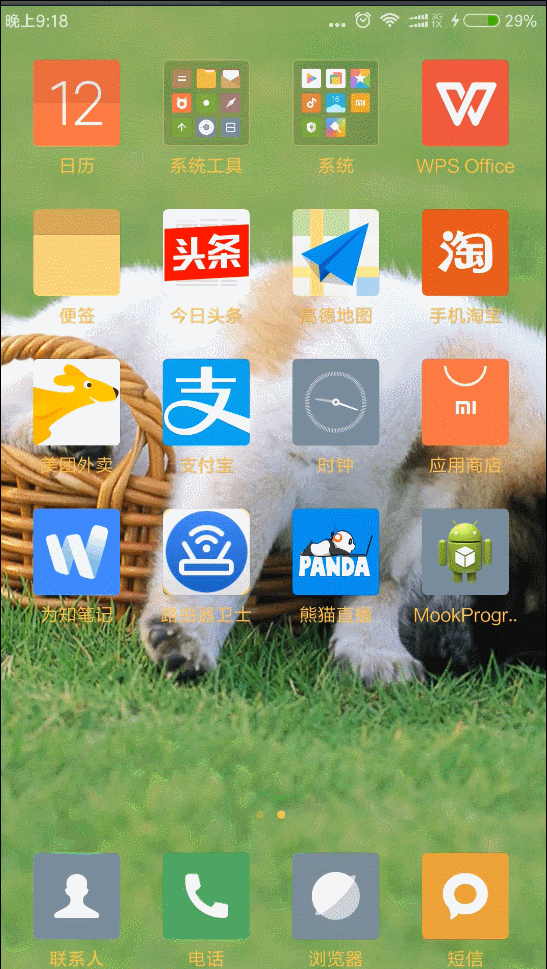 晚上9:18
3G
1X
29%
12
日历
系统工具
系统
WPS Office
便签
头条
今日头条
高德地图
淘
手机淘宝
美团外卖
支
支付宝
时钟
MI
应用商店
为知笔记
路由器卫士
PANDA
熊猫直播
MookProgr..
联系人
电话
浏览器
短信